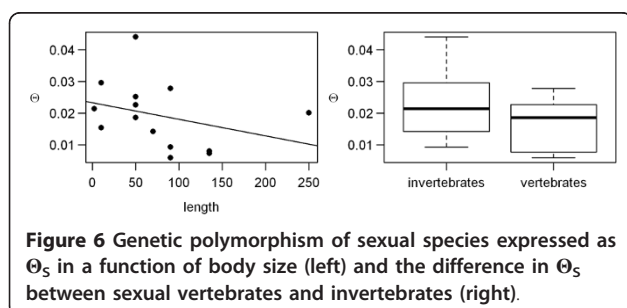 0.04
0.03
0.02
0.01
Θ
0 50 100 150 200 250
length
0.04
0.03
0.02
0.01
Θ
invertebrates vertebrates
Figure 6 Genetic polymorphism of sexual species expressed as
ΘS in a function of body size (left) and the difference in ΘS
between sexual vertebrates and invertebrates (right).